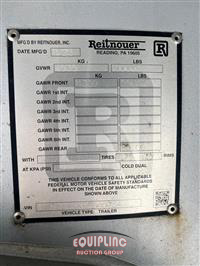 MFG D BY REITNOUER, INC.
Reitnouer
READING, PA 19605
R
DATE MFG D
KG
LBS
GVWR
KG
LBS
GAWR FRONT
GAWR 1st INT.
GAWR 2nd INT.
GAWR 3rd INT.
GAWR 4th INT.
GAWR 5th INT.
GAWR 6th INT.
GAWR REAR
WITH
TIRES
RIMS
AT KPA (PSI)
COLD DUAL
THIS VEHICLE CONFORMS TO ALL APPLICABLE
FEDERAL MOTOR VEHICLE SAFETY STANDARDS
IN EFFECT ON THE DATE OF MANUFACTURE
SHOWN ABOVE
VIN
VEHICLE TYPE: TRAILER
EQUIPLINQ
AUCTION GROUP